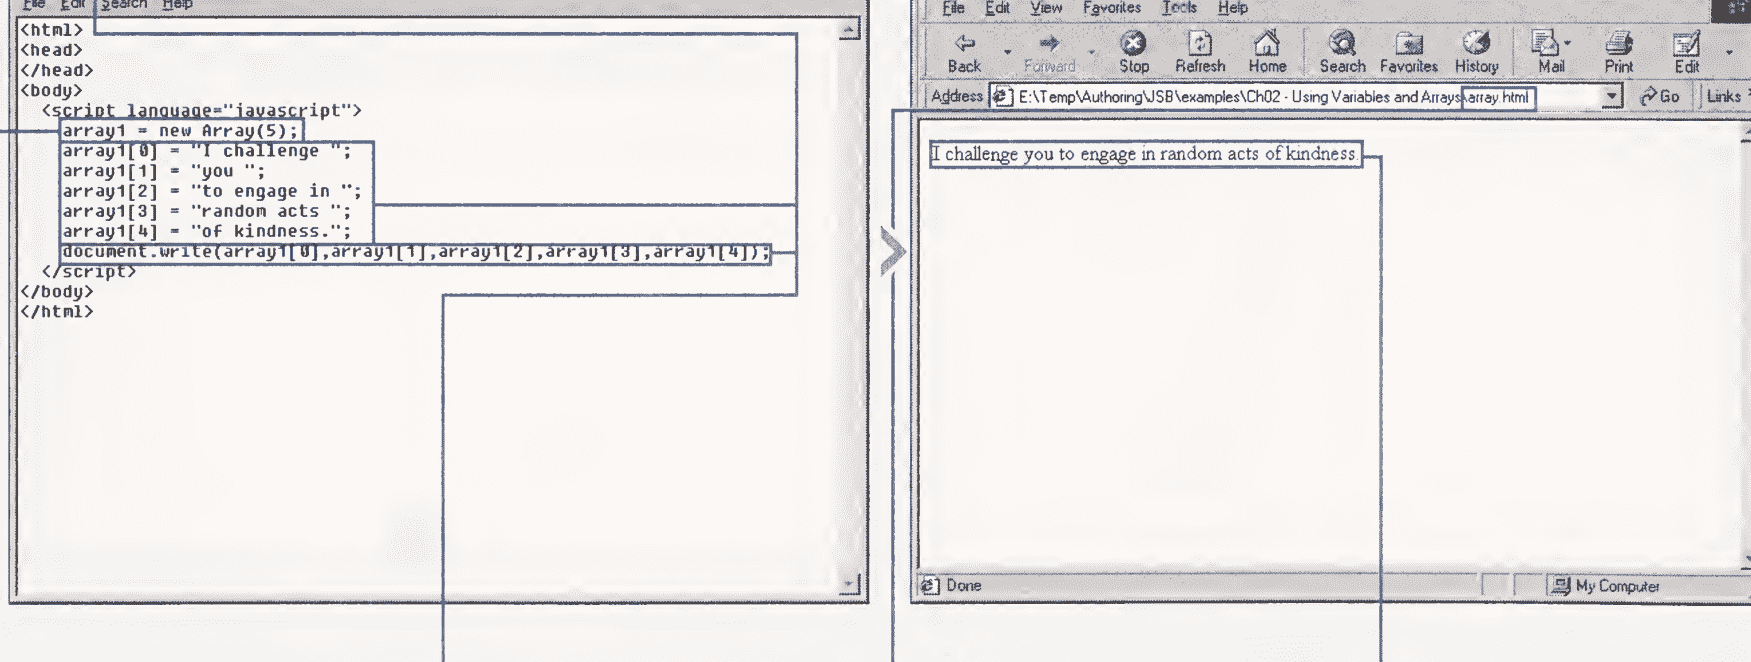 File Edit Search Help
<html>
<head>
</head>
<body>
<script language="javascript">
array1 = new Array(5);
array1[0] = "I challenge ";
array1[1] = "you ";
array1[2] = "to engage in ";
array1[3] = "random acts ";
array1[4] = "of kindness.";
document.write(array1[0],array1[1],array1[2],array1[3],array1[4]);
</script>
</body>
</html>
File Edit View Favorites Tools Help
Back Forward Stop Refresh Home Search Favorites History Mail Print Edit
Address E:\Temp\Authoring\JSB\examples\Ch02 - Using Variables and Arrays\array.html Go Links
I challenge you to engage in random acts of kindness.
Done My Computer